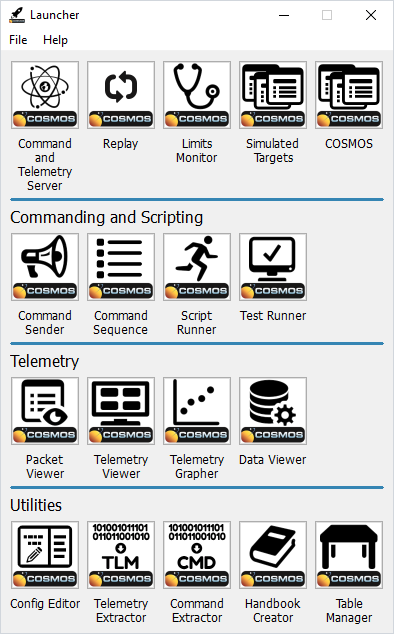 Launcher
File Help
COSMOS COSMOS COSMOS COSMOS COSMOS
Command and Telemetry Server
Replay
Limits Monitor
Simulated Targets
COSMOS
Commanding and Scripting
COSMOS COSMOS COSMOS COSMOS
Command Sender
Command Sequence
Script Runner
Test Runner
Telemetry
COSMOS COSMOS COSMOS COSMOS
Packet Viewer
Telemetry Viewer
Telemetry Grapher
Data Viewer
Utilities
101001011101 101001011101
011011001010 011011001010
TLM CMD
COSMOS COSMOS COSMOS COSMOS COSMOS
Config Editor
Telemetry Extractor
Command Extractor
Handbook Creator
Table Manager